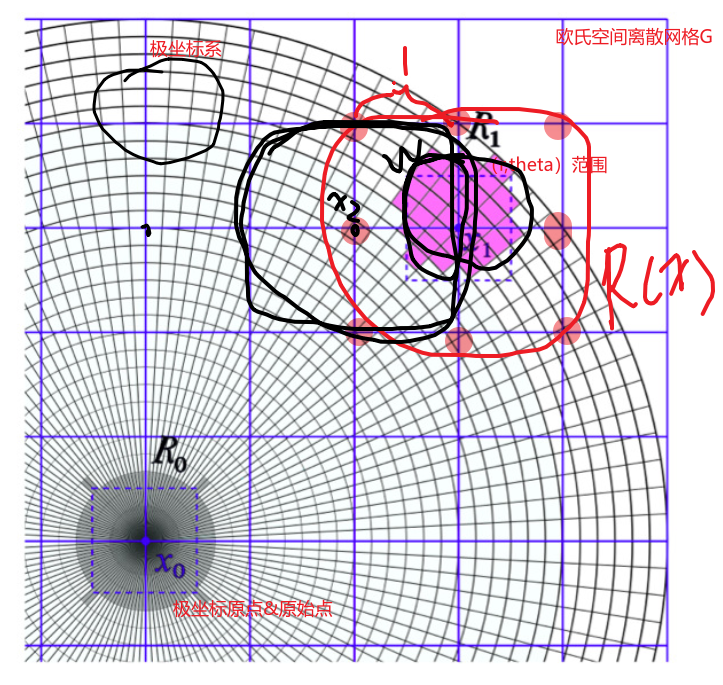 欧氏空间离散网格G
极坐标系
i
R₁
(r,theta）范围
x₂
x₁
R(x)
R₀
x₀
极坐标原点&原始点